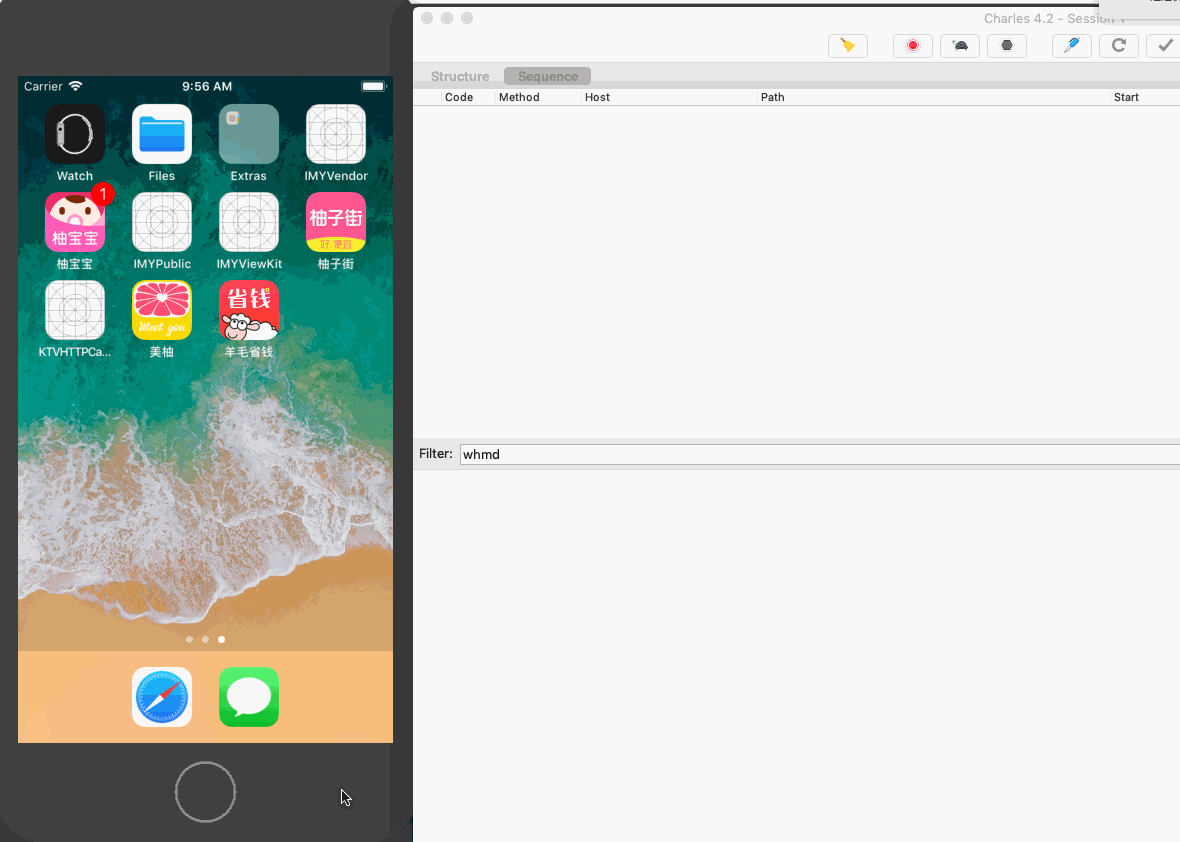 Charles 4.2 - Session 1
Structure
Sequence
Code
Method
Host
Path
Start
Filter:
whmd
Carrier
9:56 AM
Watch
Files
Extras
IMYVendor
1
柚宝宝
柚子街
好.便宜
柚宝宝
IMYPublic
IMYViewKit
柚子街
省钱
Meet you
KTVHTTPCa...
美柚
羊毛省钱